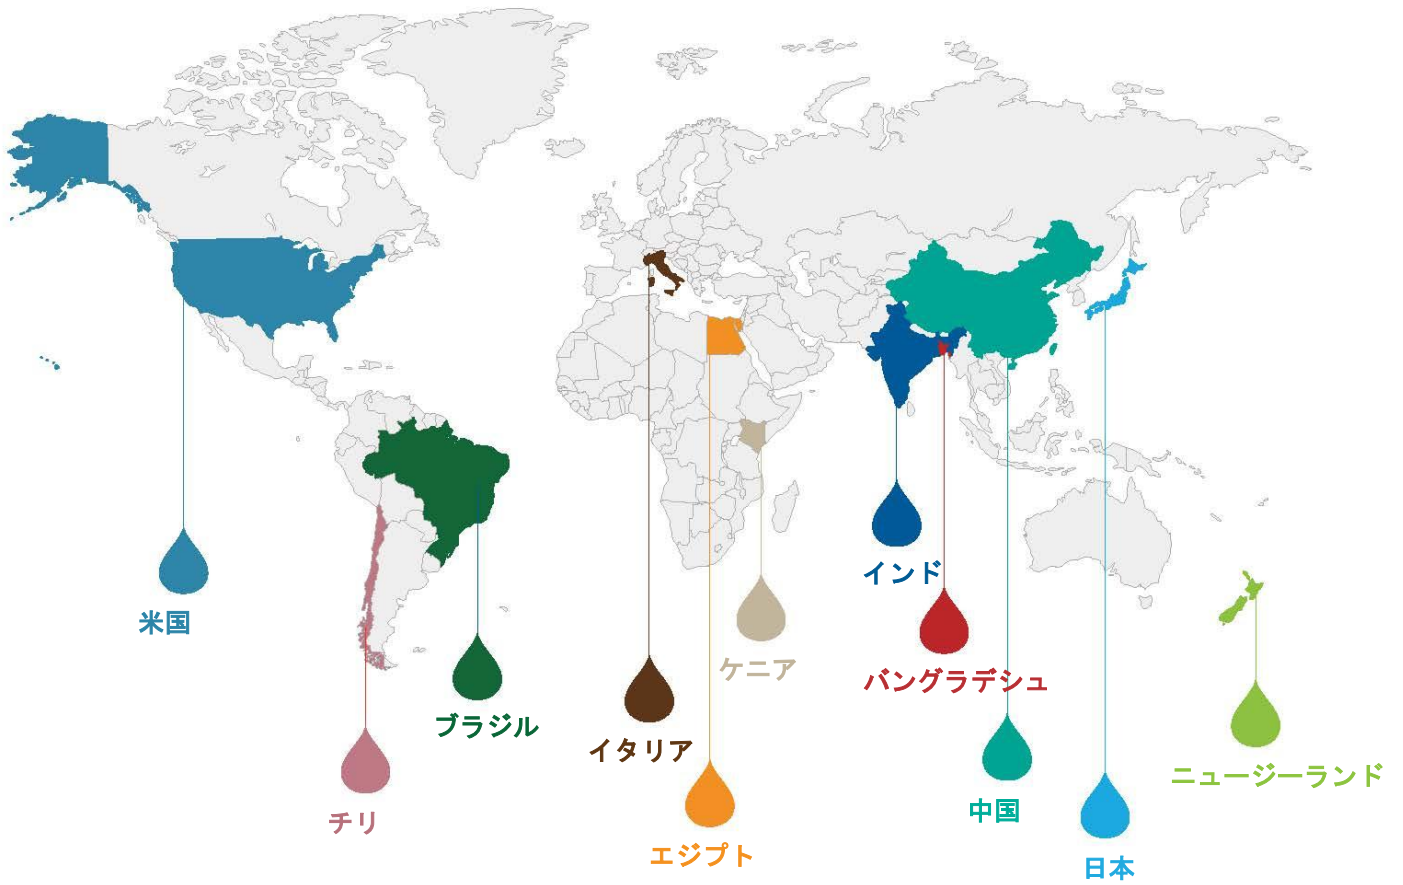 米国
チリ
ブラジル
イタリア
エジプト
ケニア
インド
バングラデシュ
中国
日本
ニュージーランド